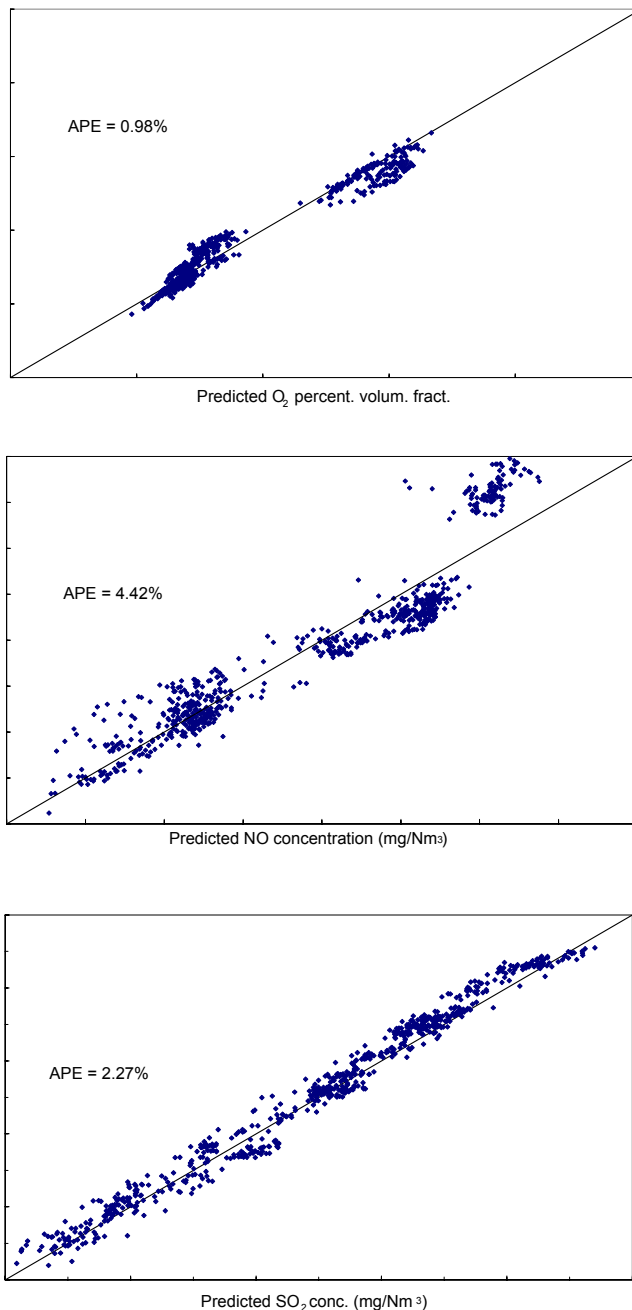 APE = 0.98%
Predicted O2 percent. volum. fract.
APE = 4.42%
Predicted NO concentration (mg/Nm3)
APE = 2.27%
Predicted SO2 conc. (mg/Nm3)